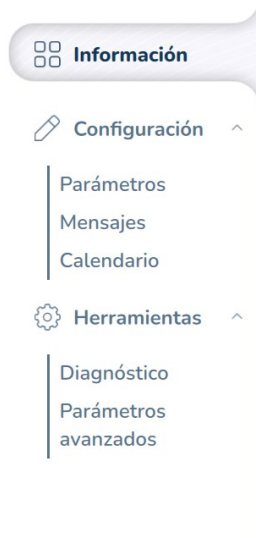 Información
Configuración
Parámetros
Mensajes
Calendario
Herramientas
Diagnóstico
Parámetros
avanzados